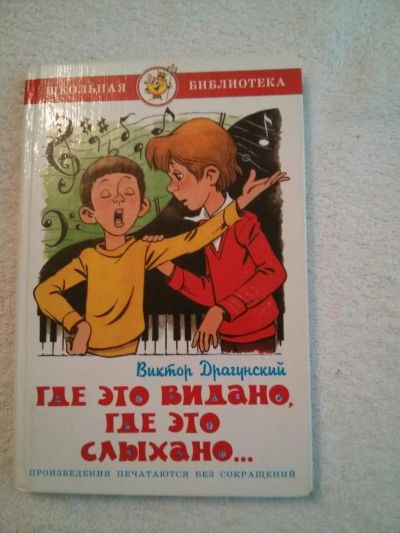 ШКОЛЬНАЯ БИБЛИОТЕКА
Виктор Драгунский
ГДЕ ЭТО ВИДАНО,
ГДЕ ЭТО
СЛЫХАНО...
ПРОИЗВЕДЕНИЯ ПЕЧАТАЮТСЯ БЕЗ СОКРАЩЕНИЙ